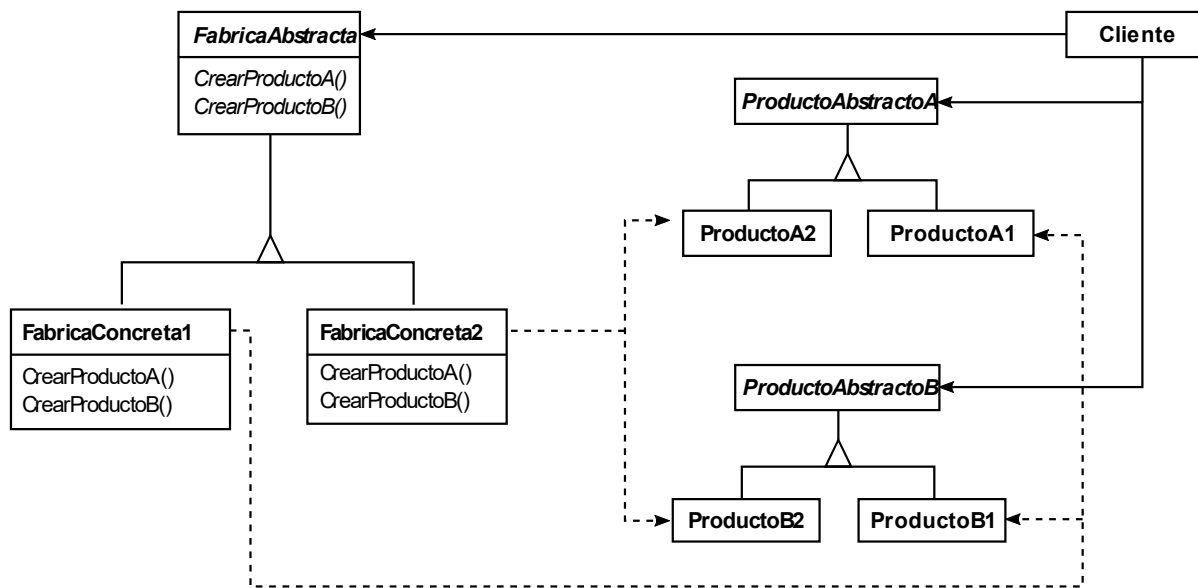 FabricaAbstracta
CrearProductoA()
CrearProductoB()
Cliente
ProductoAbstractoA
ProductoA2
ProductoA1
FabricaConcreta1
CrearProductoA()
CrearProductoB()
FabricaConcreta2
CrearProductoA()
CrearProductoB()
ProductoAbstractoB
ProductoB2
ProductoB1